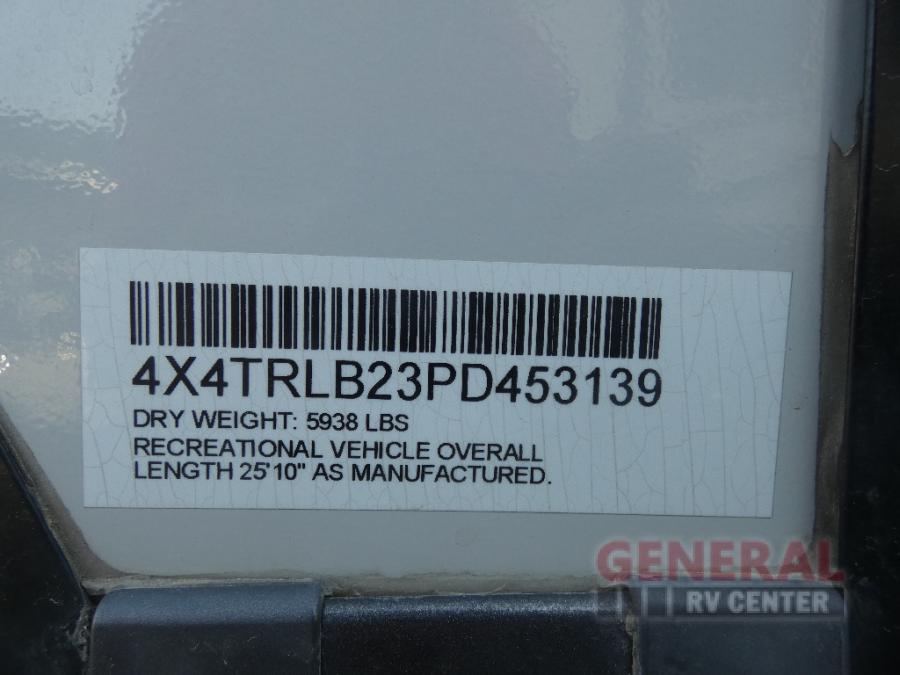 4X4TRLB23PD453139
DRY WEIGHT: 5938 LBS
RECREATIONAL VEHICLE OVERALL
LENGTH 25'10" AS MANUFACTURED.
GENERAL
RV CENTER